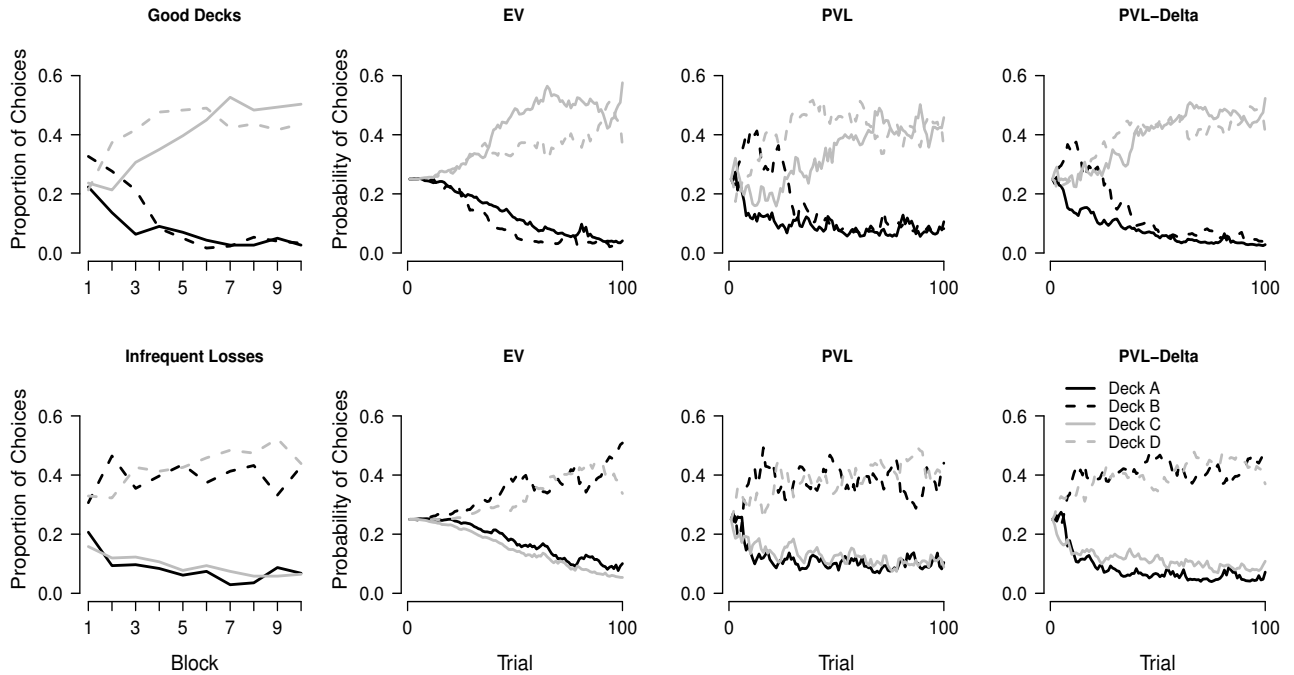 Good Decks
EV
PVL
PVL−Delta
Proportion of Choices
0.6
0.4
0.2
0.0
1 3 5 7 9
Probability of Choices
0.6
0.4
0.2
0.0
0 100
0.6
0.4
0.2
0.0
0 100
0.6
0.4
0.2
0.0
0 100
Infrequent Losses
EV
PVL
PVL−Delta
Proportion of Choices
0.6
0.4
0.2
0.0
1 3 5 7 9
Block
Probability of Choices
0.6
0.4
0.2
0.0
0 100
Trial
0.6
0.4
0.2
0.0
0 100
Trial
Deck A
Deck B
Deck C
Deck D
0.6
0.4
0.2
0.0
0 100
Trial